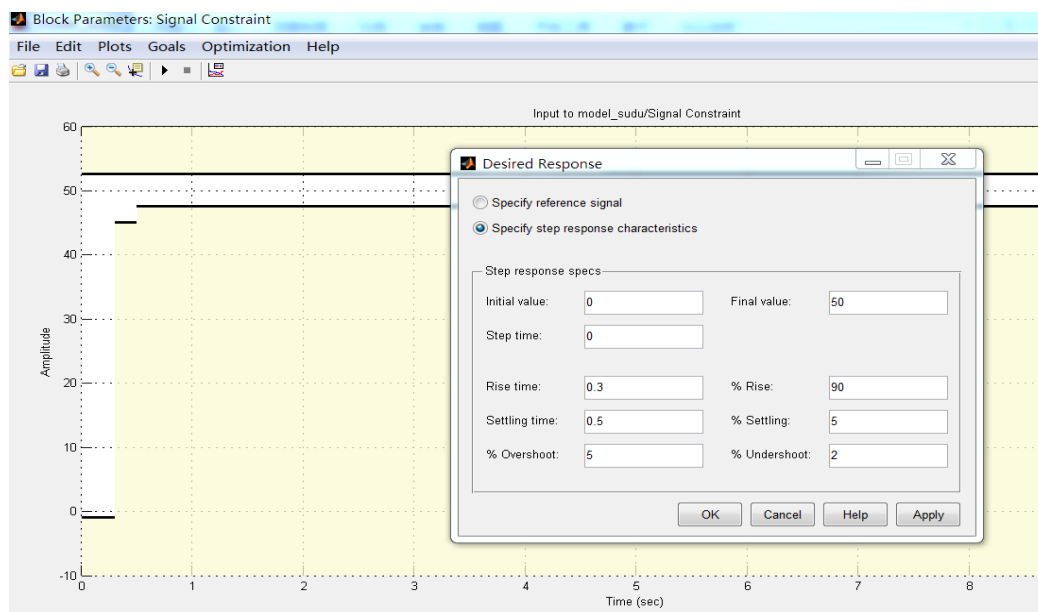 Block Parameters: Signal Constraint
File Edit Plots Goals Optimization Help
Input to model_sudu/Signal Constraint
60
50
40
30
20
10
0
-10
Amplitude
0 1 2 3 4 5 6 7 8
Time (sec)
Desired Response
Specify reference signal
Specify step response characteristics
Step response specs
Initial value: 0 Final value: 50
Step time: 0
Rise time: 0.3 % Rise: 90
Settling time: 0.5 % Settling: 5
% Overshoot: 5 % Undershoot: 2
OK Cancel Help Apply